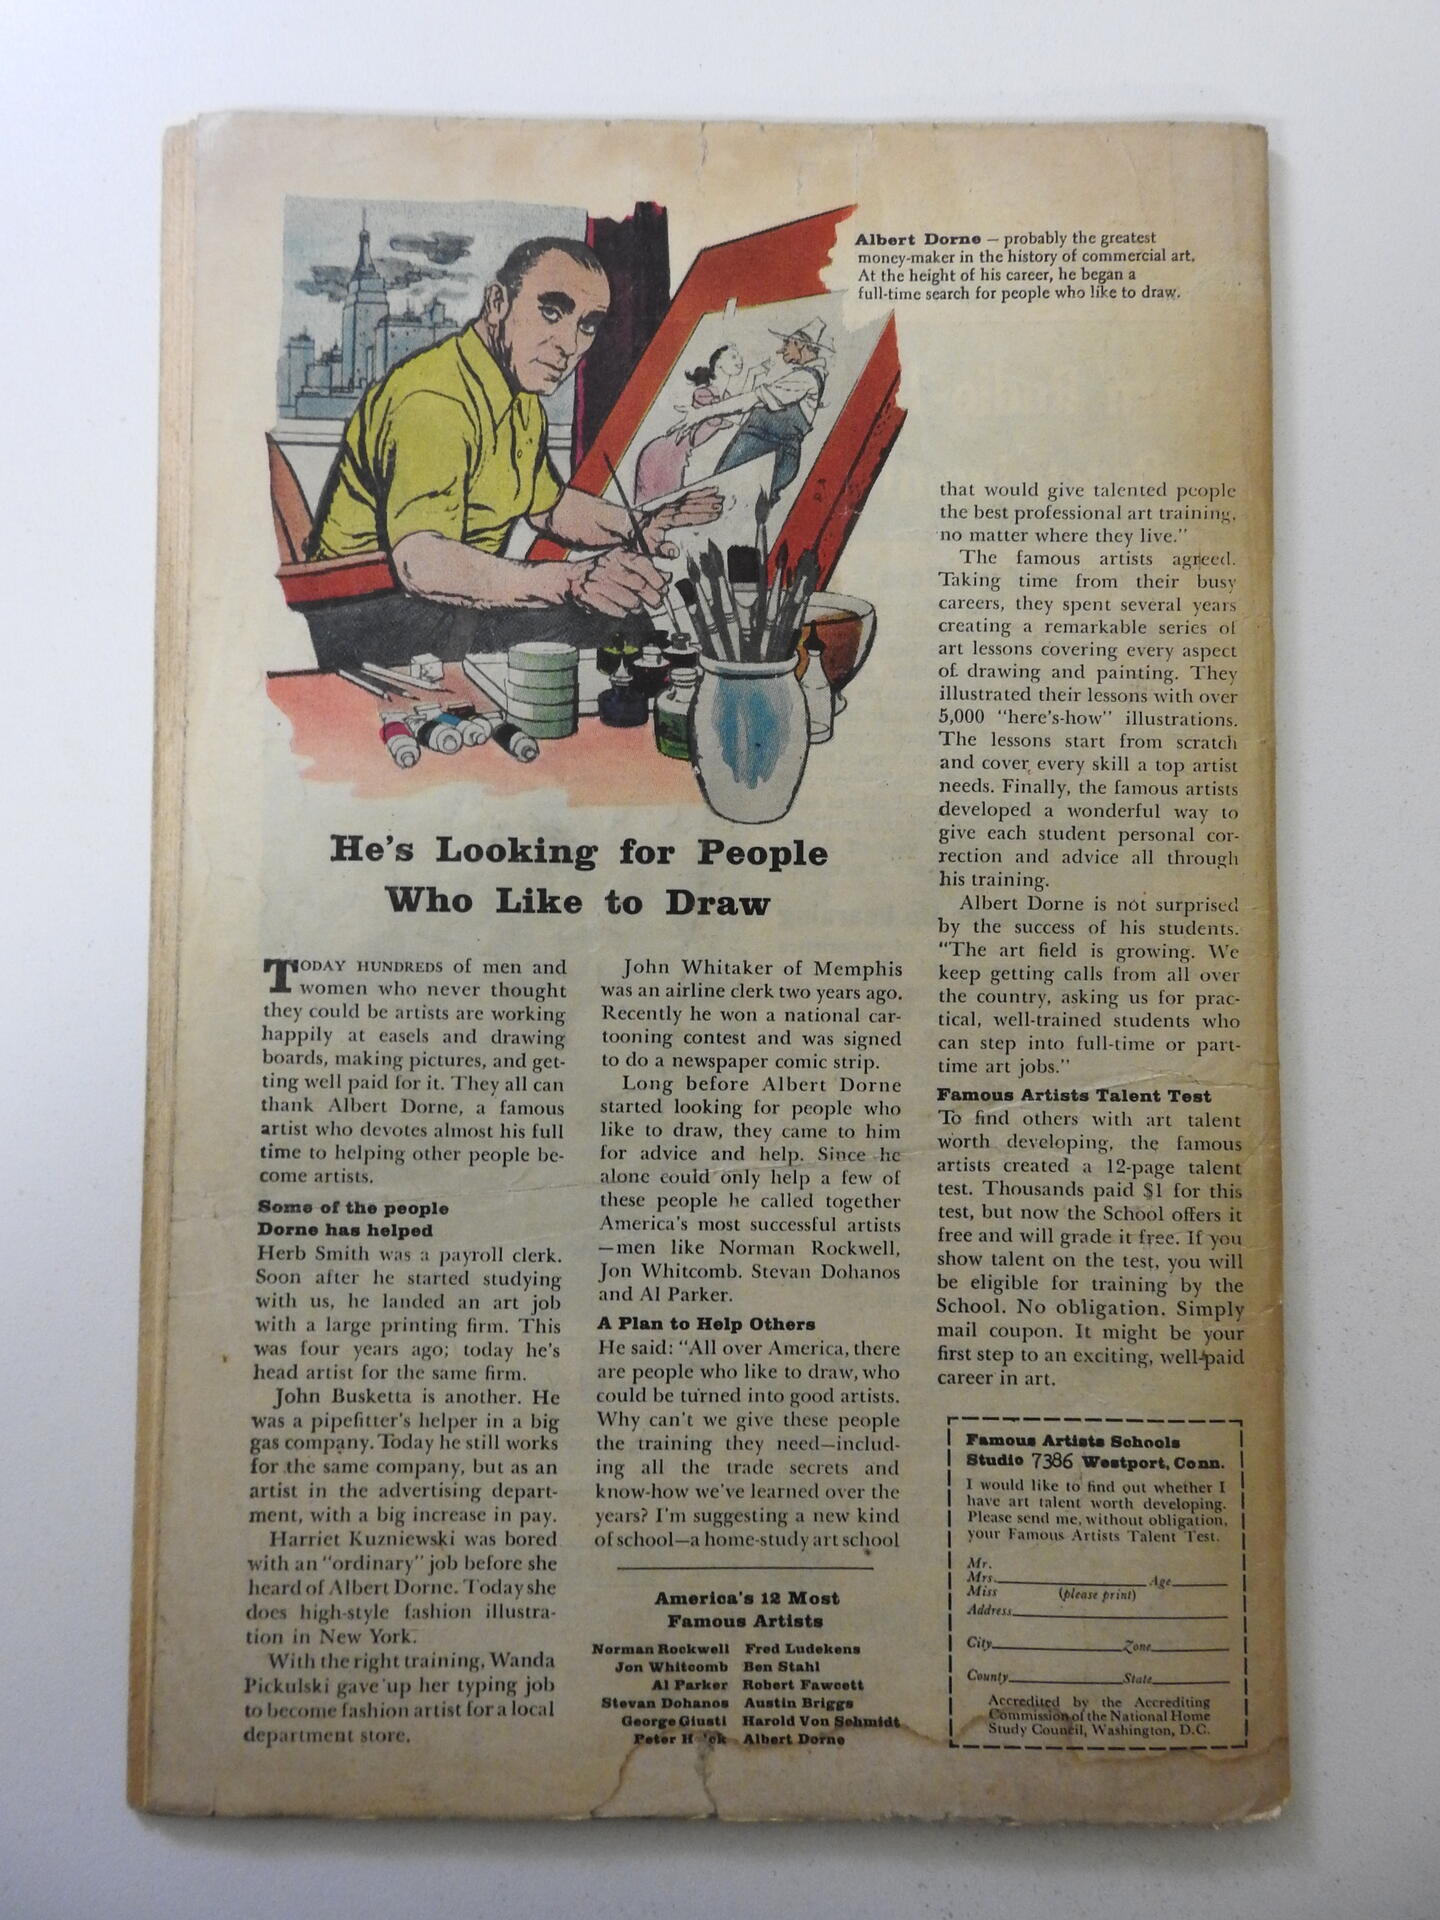 Albert Dorne – probably the greatest
money-maker in the history of commercial art.
At the height of his career, he began a
full-time search for people who like to draw.
He's Looking for People
Who Like to Draw
TODAY HUNDREDS of men and
women who never thought
they could be artists are working
happily at easels and drawing
boards, making pictures, and get-
ting well paid for it. They all can
thank Albert Dorne, a famous
artist who devotes almost his full
time to helping other people be-
come artists.
Some of the people
Dorne has helped
Herb Smith was a payroll clerk.
Soon after he started studying
with us, he landed an art job
with a large printing firm. This
was four years ago; today he's
head artist for the same firm.
John Busketta is another. He
was a pipefitter's helper in a big
gas company. Today he still works
for the same company, but as an
artist in the advertising depart-
ment, with a big increase in pay.
Harriet Kuzniewski was bored
with an "ordinary" job before she
heard of Albert Dorne. Today she
does high-style fashion illustra-
tion in New York.
With the right training, Wanda
Pickulski gave up her typing job
to become fashion artist for a local
department store.
John Whitaker of Memphis
was an airline clerk two years ago.
Recently he won a national car-
tooning contest and was signed
to do a newspaper comic strip.
Long before Albert Dorne
started looking for people who
like to draw, they came to him
for advice and help. Since he
alone could only help a few of
these people he called together
America's most successful artists
—men like Norman Rockwell,
Jon Whitcomb. Stevan Dohanos
and Al Parker.
A Plan to Help Others
He said: "All over America, there
are people who like to draw, who
could be turned into good artists.
Why can't we give these people
the training they need—includ-
ing all the trade secrets and
know-how we've learned over the
years? I'm suggesting a new kind
of school—a home-study art school
that would give talented people
the best professional art training,
no matter where they live."
The famous artists agreed.
Taking time from their busy
careers, they spent several years
creating a remarkable series of
art lessons covering every aspect
of drawing and painting. They
illustrated their lessons with over
5,000 "here's-how" illustrations.
The lessons start from scratch
and cover every skill a top artist
needs. Finally, the famous artists
developed a wonderful way to
give each student personal cor-
rection and advice all through
his training.
Albert Dorne is not surprised
by the success of his students.
"The art field is growing. We
keep getting calls from all over
the country, asking us for prac-
tical, well-trained students who
can step into full-time or part-
time art jobs."
Famous Artists Talent Test
To find others with art talent
worth developing, the famous
artists created a 12-page talent
test. Thousands paid $1 for this
test, but now the School offers it
free and will grade it free. If you
show talent on the test, you will
be eligible for training by the
School. No obligation. Simply
mail coupon. It might be your
first step to an exciting, well-paid
career in art.
America's 12 Most
Famous Artists
Norman Rockwell Fred Ludekens
Jon Whitcomb Ben Stahl
Al Parker Robert Fawcett
Stevan Dohanos Austin Briggs
George Giusti Harold Von Schmidt
Peter Albert Dorne
Famous Artists Schools
Studio 7386 Westport, Conn.
I would like to find out whether I
have art talent worth developing.
Please send me, without obligation,
your Famous Artists Talent Test.
Mr.
Mrs. Age
Miss (please print)
Address
City Zone
County State
Accredited by the Accrediting
Commission of the National Home
Study Council, Washington, D.C.